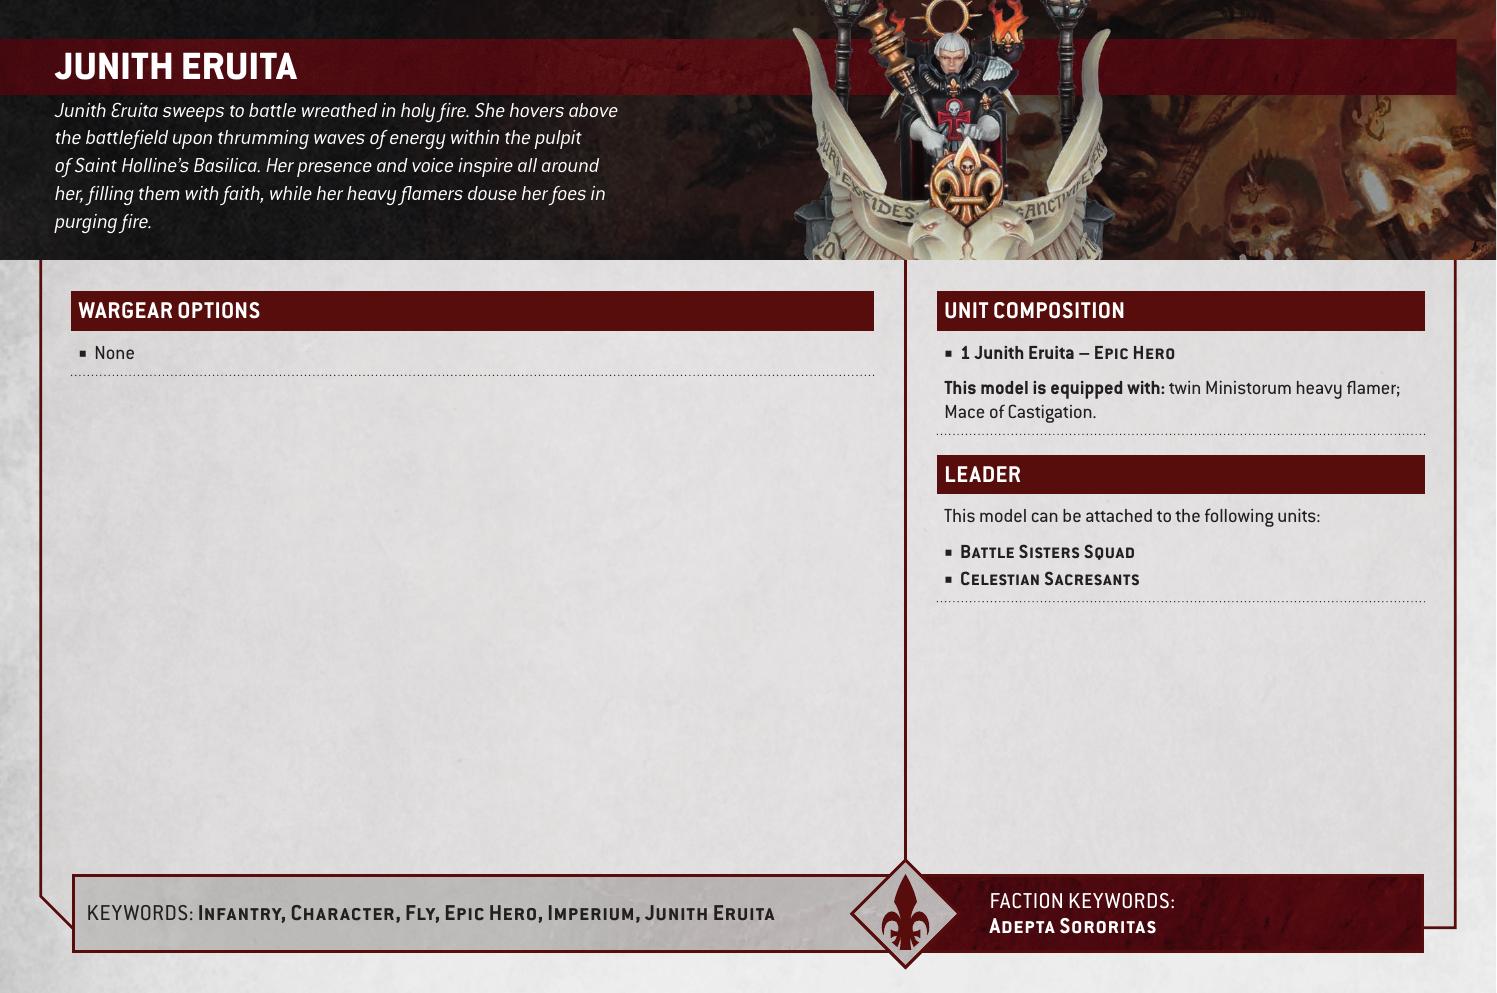 JUNITH ERUITA
Junith Eruita sweeps to battle wreathed in holy fire. She hovers above
the battlefield upon thrumming waves of energy within the pulpit
of Saint Holline's Basilica. Her presence and voice inspire all around
her, filling them with faith, while her heavy flamers douse her foes in
purging fire.
WARGEAR OPTIONS
▪ None
UNIT COMPOSITION
▪ 1 Junith Eruita – Epic Hero
This model is equipped with: twin Ministorum heavy flamer;
Mace of Castigation.
LEADER
This model can be attached to the following units:
▪ Battle Sisters Squad
▪ Celestian Sacresants
KEYWORDS: Infantry, Character, Fly, Epic Hero, Imperium, Junith Eruita
FACTION KEYWORDS:
Adepta Sororitas